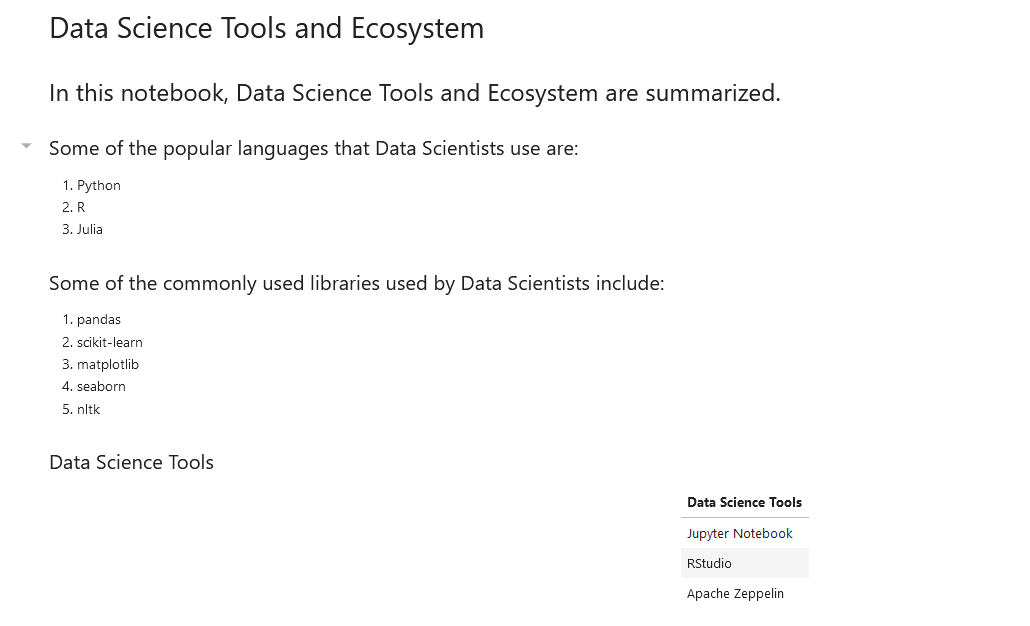 Data Science Tools and Ecosystem
In this notebook, Data Science Tools and Ecosystem are summarized.
Some of the popular languages that Data Scientists use are:
1. Python
2. R
3. Julia
Some of the commonly used libraries used by Data Scientists include:
1. pandas
2. scikit-learn
3. matplotlib
4. seaborn
5. nltk
Data Science Tools
Data Science Tools
Jupyter Notebook
RStudio
Apache Zeppelin